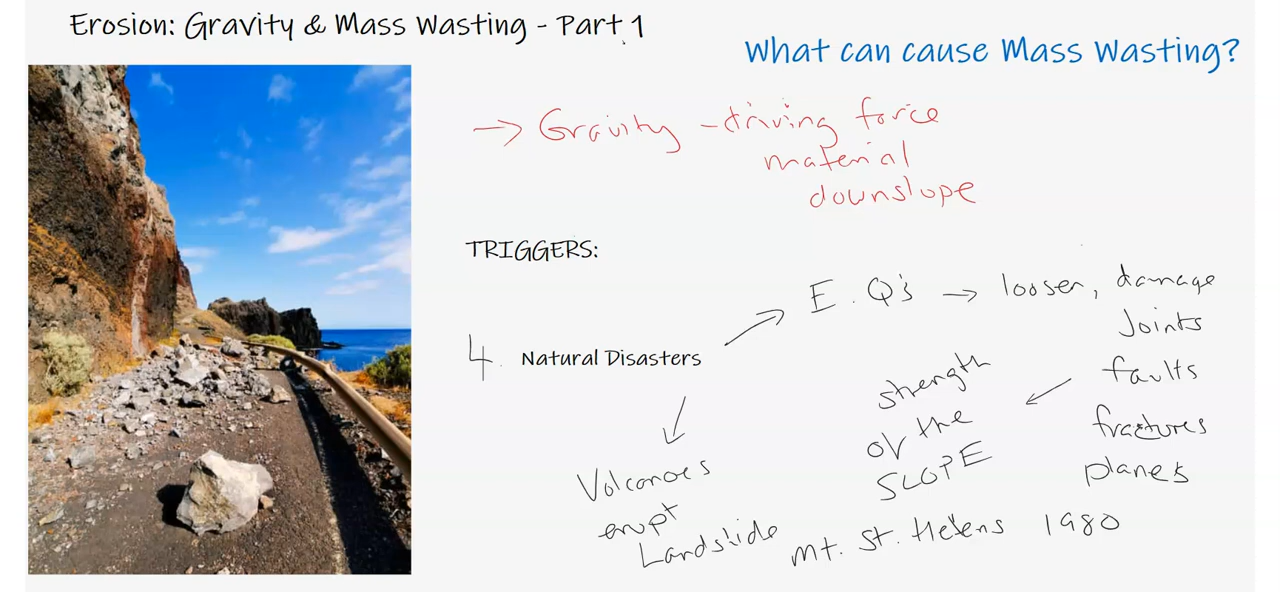 Erosion: Gravity & Mass Wasting - Part 1
What can cause Mass Wasting?
→ Gravity - driving force
material
downslope
TRIGGERS:
E.Q's → loosen, damage
Joints
faults
fractures
planes
4. Natural Disasters
strength
of the
SLOPE
Volcanoes
erupt
Landslide Mt. St. Helens 1980